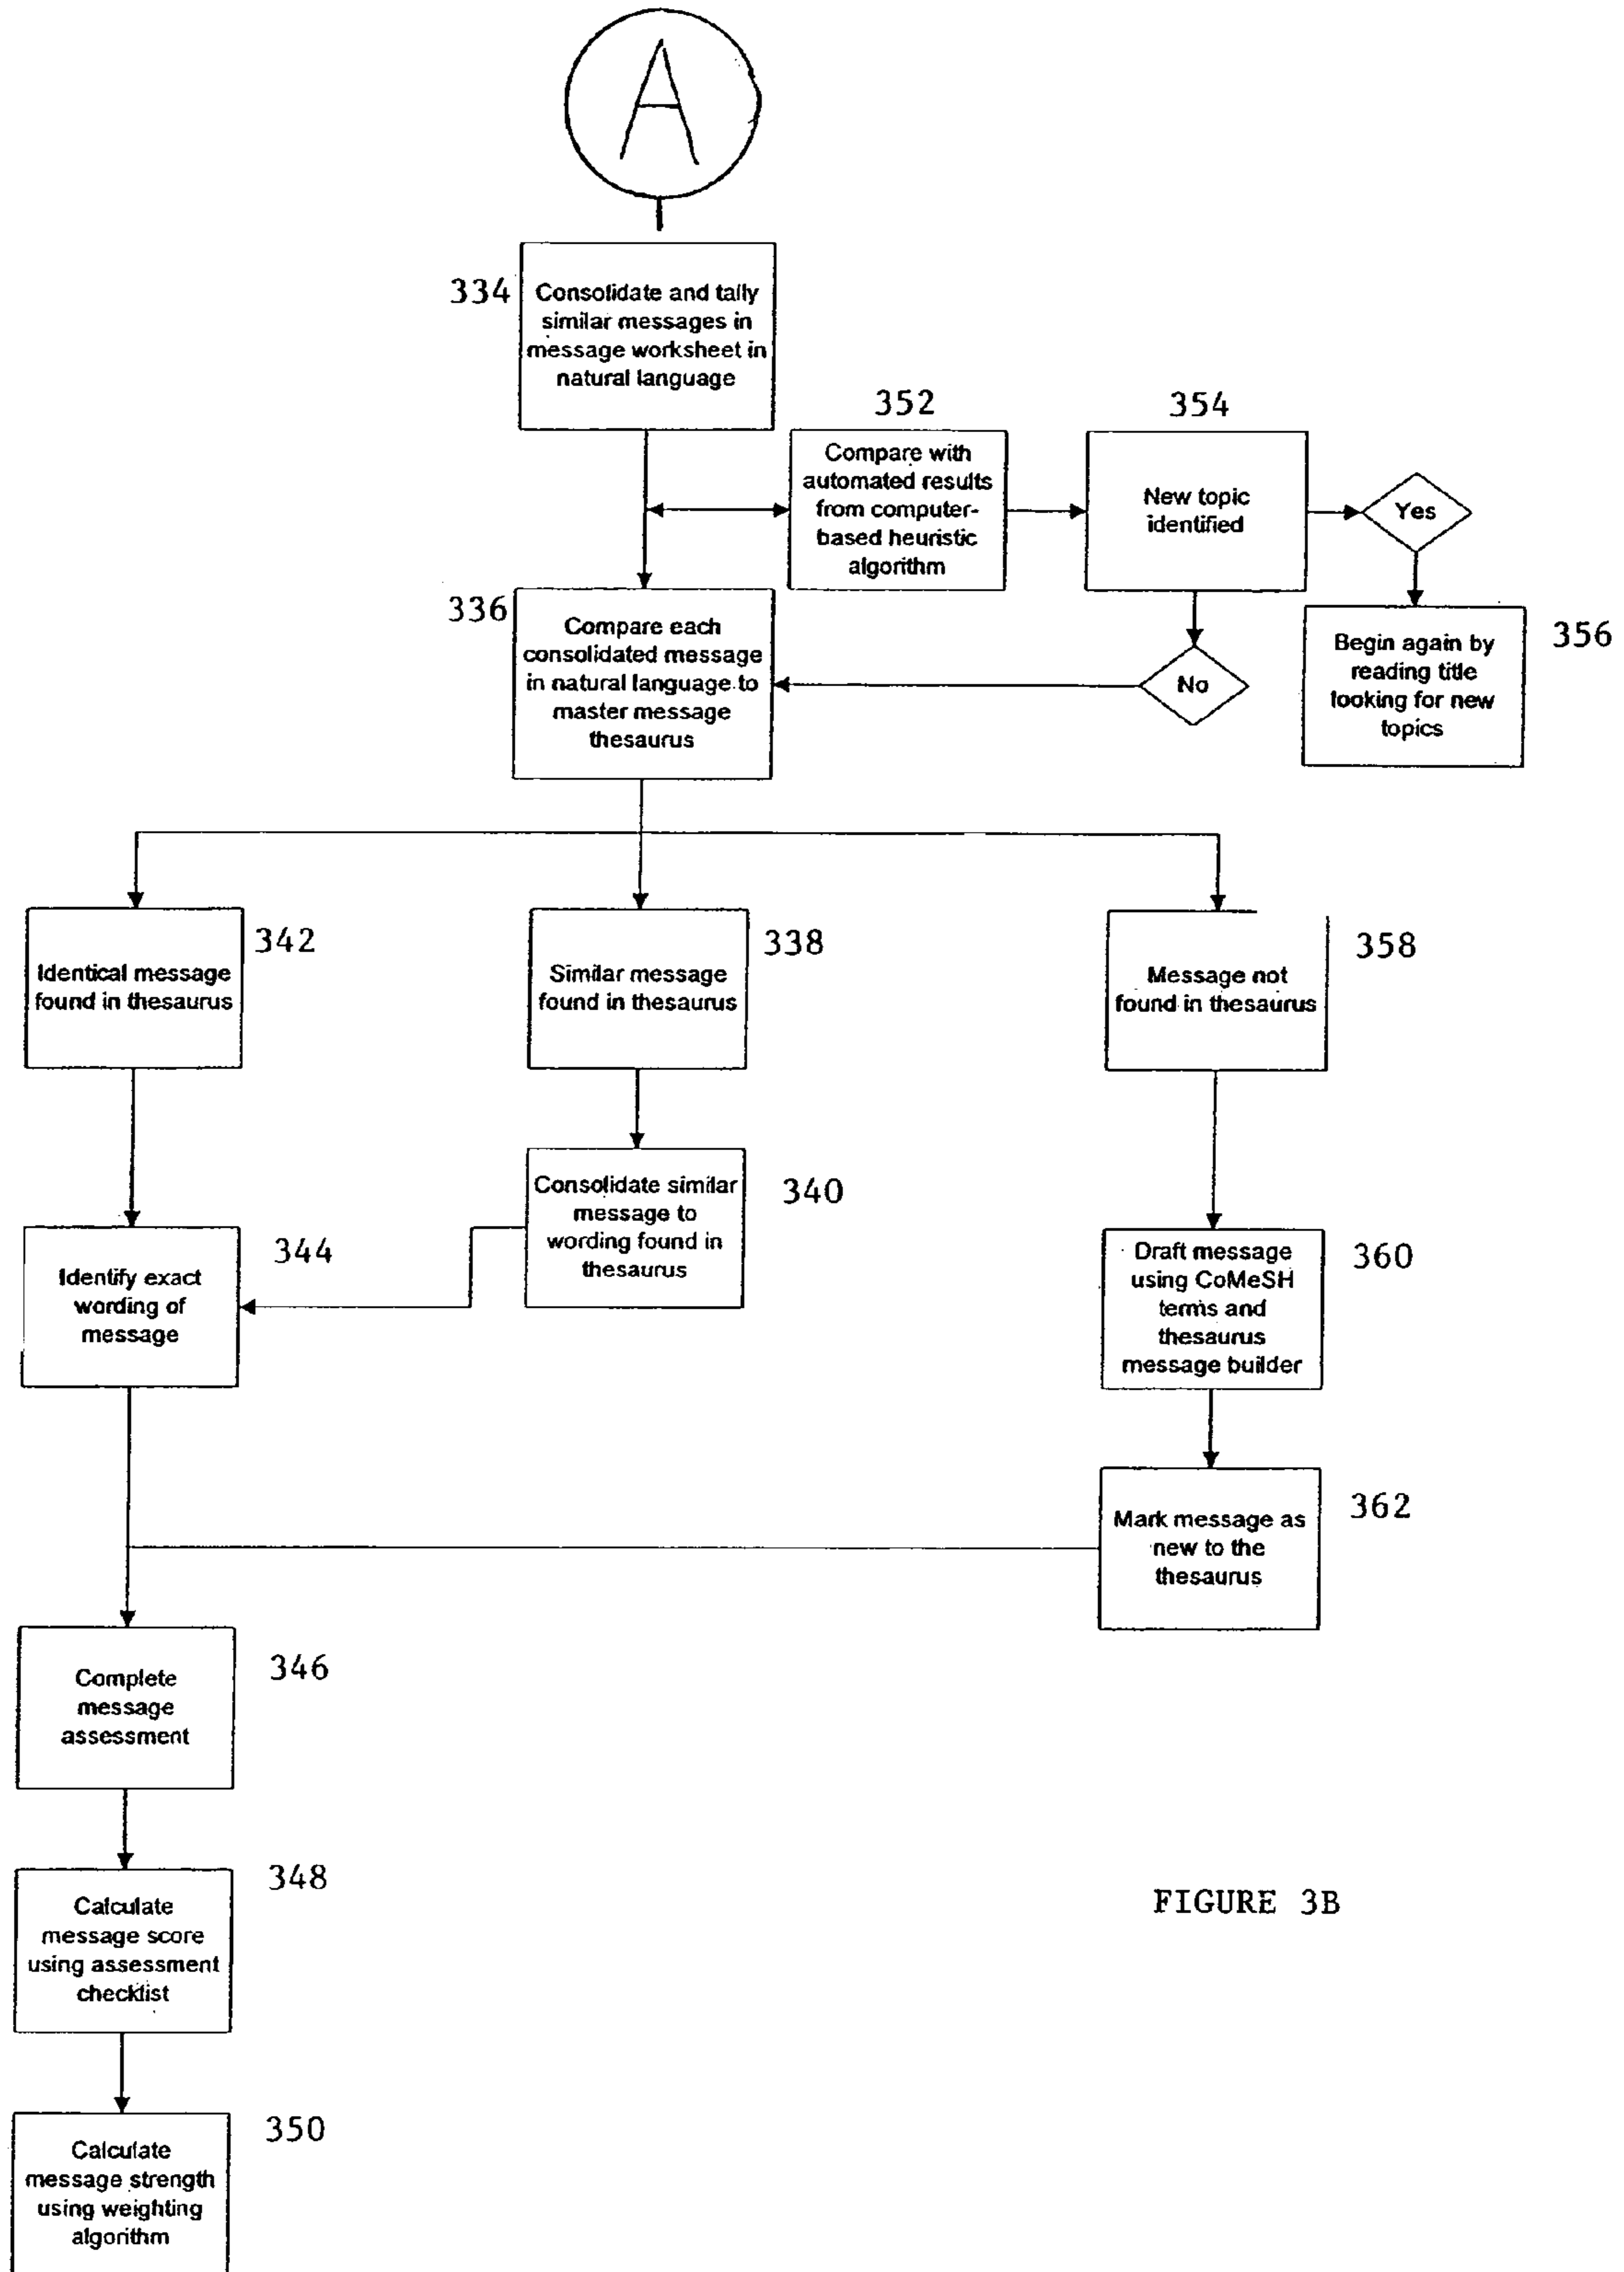 A
334
Consolidate and tally
similar messages in
message worksheet in
natural language
352
Compare with
automated results
from computer-
based heuristic
algorithm
354
New topic
identified
Yes
356
Begin again by
reading title
looking for new
topics
No
336
Compare each
consolidated message
in natural language to
master message
thesaurus
342
Identical message
found in thesaurus
338
Similar message
found in thesaurus
358
Message not
found in thesaurus
340
Consolidate similar
message to
wording found in
thesaurus
344
Identify exact
wording of
message
360
Draft message
using CoMeSH
terms and
thesaurus
message builder
362
Mark message as
new to the
thesaurus
346
Complete
message
assessment
348
Calculate
message score
using assessment
checklist
350
Calculate
message strength
using weighting
algorithm
FIGURE 3B